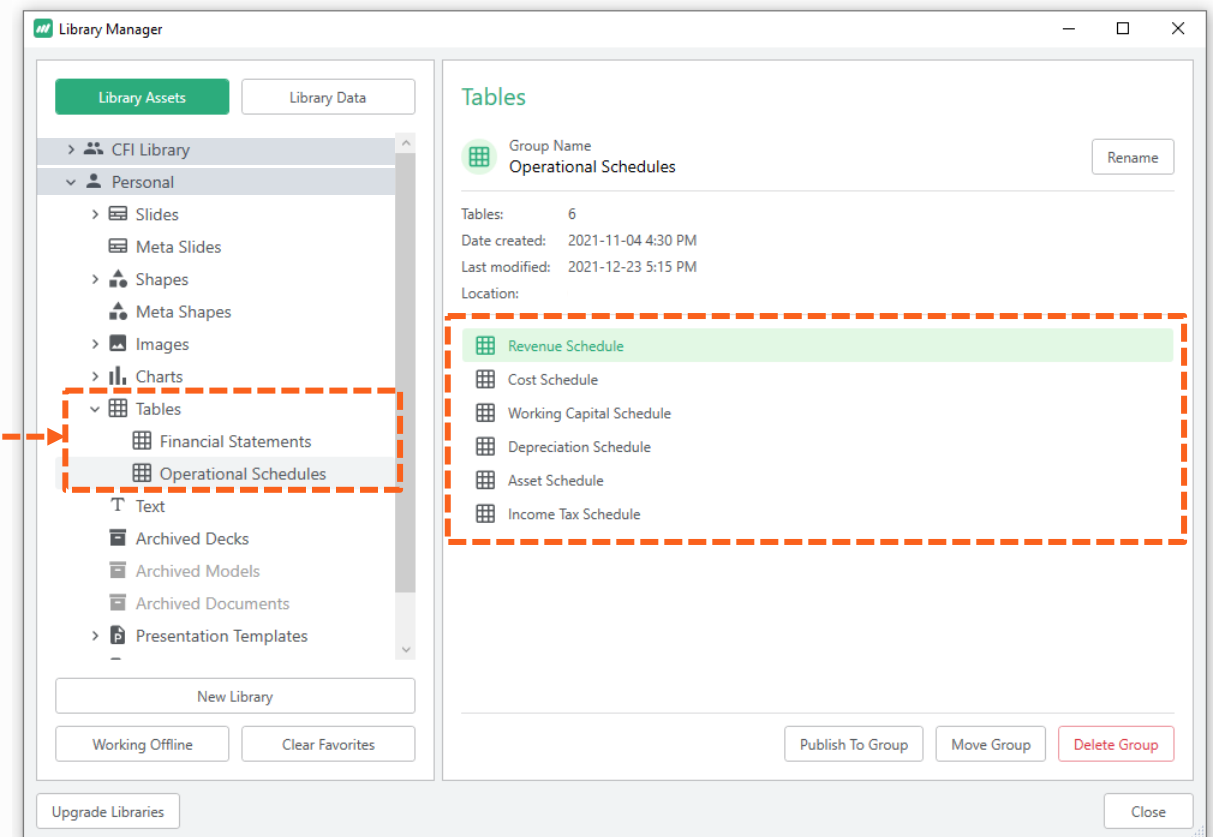 Library Manager
Library Assets
Library Data
CFI Library
Personal
Slides
Meta Slides
Shapes
Meta Shapes
Images
Charts
Tables
Financial Statements
Operational Schedules
Text
Archived Decks
Archived Models
Archived Documents
Presentation Templates
New Library
Working Offline
Clear Favorites
Upgrade Libraries
Tables
Group Name
Operational Schedules
Rename
Tables: 6
Date created: 2021-11-04 4:30 PM
Last modified: 2021-12-23 5:15 PM
Location:
Revenue Schedule
Cost Schedule
Working Capital Schedule
Depreciation Schedule
Asset Schedule
Income Tax Schedule
Publish To Group
Move Group
Delete Group
Close